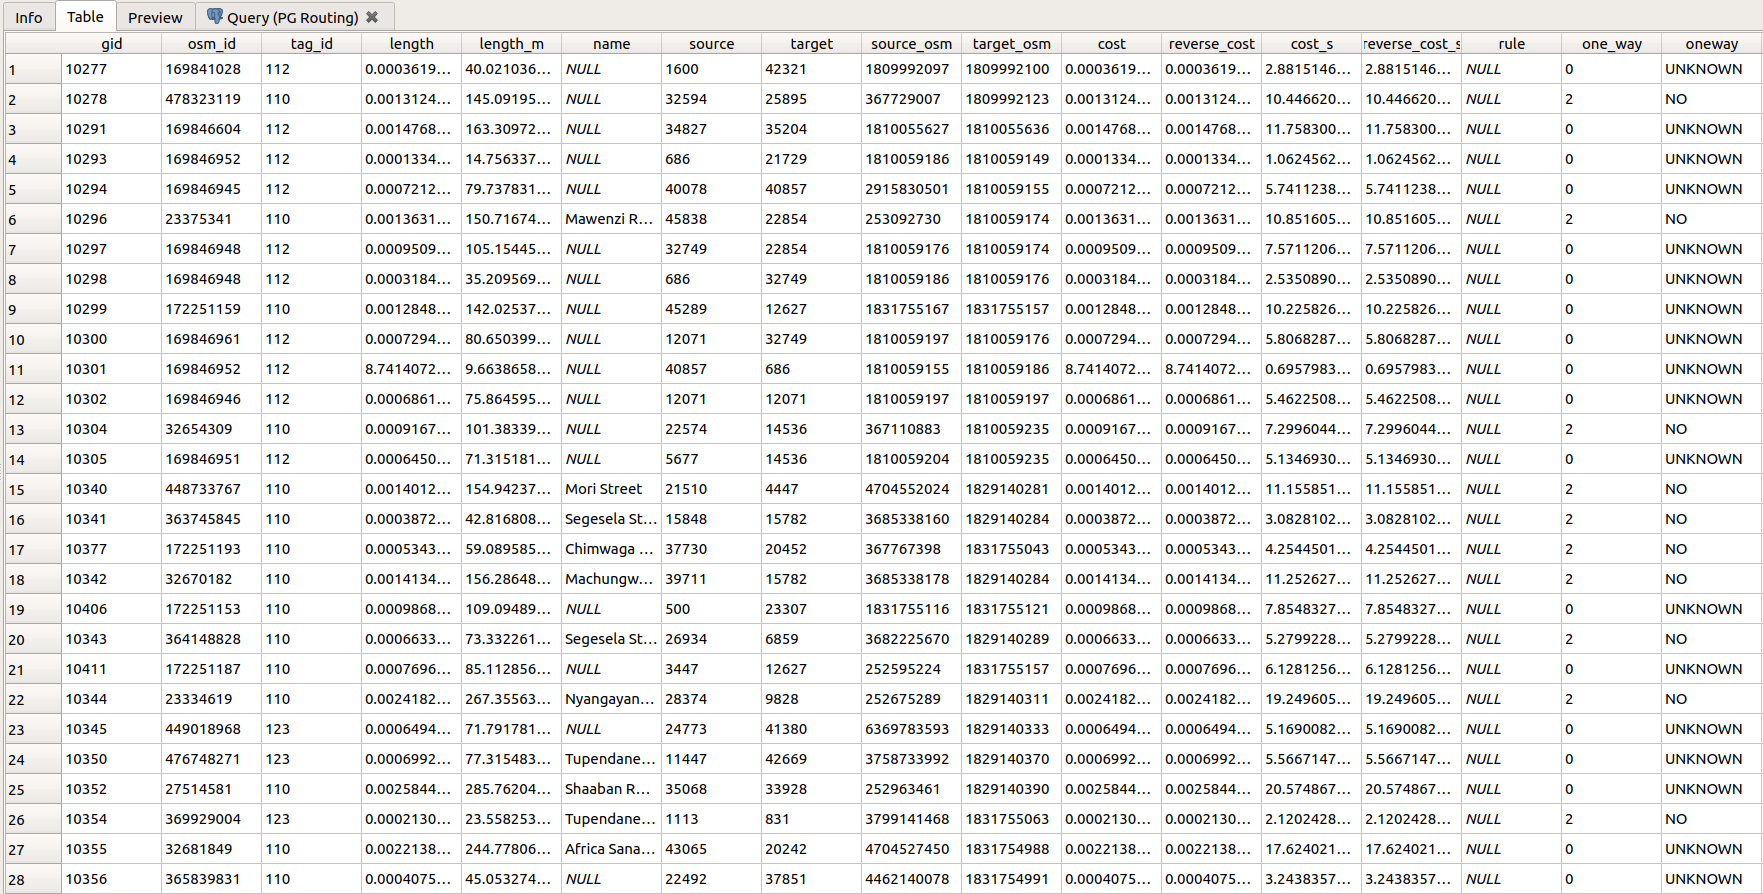 Info Table Preview Query (PG Routing)
gid osm_id tag_id length length_m name source target source_osm target_osm cost reverse_cost cost_s reverse_cost_s rule one_way oneway
1 10277 169841028 112 0.0003619... 40.021036... NULL 1600 42321 1809992097 1809992100 0.0003619... 0.0003619... 2.8815146... 2.8815146... NULL 0 UNKNOWN
2 10278 478323119 110 0.0013124... 145.09195... NULL 32594 25895 367729007 1809992123 0.0013124... 0.0013124... 10.446620... 10.446620... NULL 2 NO
3 10291 169846604 112 0.0014768... 163.30972... NULL 34827 35204 1810055627 1810055636 0.0014768... 0.0014768... 11.758300... 11.758300... NULL 0 UNKNOWN
4 10293 169846952 112 0.0001334... 14.756337... NULL 686 21729 1810059186 1810059149 0.0001334... 0.0001334... 1.0624562... 1.0624562... NULL 0 UNKNOWN
5 10294 169846945 112 0.0007212... 79.737831... NULL 40078 40857 2915830501 1810059155 0.0007212... 0.0007212... 5.7411238... 5.7411238... NULL 0 UNKNOWN
6 10296 23375341 110 0.0013631... 150.71674... Mawenzi R... 45838 22854 253092730 1810059174 0.0013631... 0.0013631... 10.851605... 10.851605... NULL 2 NO
7 10297 169846948 112 0.0009509... 105.15445... NULL 32749 22854 1810059176 1810059174 0.0009509... 0.0009509... 7.5711206... 7.5711206... NULL 0 UNKNOWN
8 10298 169846948 112 0.0003184... 35.209569... NULL 686 32749 1810059186 1810059176 0.0003184... 0.0003184... 2.5350890... 2.5350890... NULL 0 UNKNOWN
9 10299 172251159 110 0.0012848... 142.02537... NULL 45289 12627 1831755167 1831755157 0.0012848... 0.0012848... 10.225826... 10.225826... NULL 0 UNKNOWN
10 10300 169846961 112 0.0007294... 80.650399... NULL 12071 32749 1810059197 1810059176 0.0007294... 0.0007294... 5.8068287... 5.8068287... NULL 0 UNKNOWN
11 10301 169846952 112 8.7414072... 9.6638658... NULL 40857 686 1810059155 1810059186 8.7414072... 8.7414072... 0.6957983... 0.6957983... NULL 0 UNKNOWN
12 10302 169846946 112 0.0006861... 75.864595... NULL 12071 12071 1810059197 1810059197 0.0006861... 0.0006861... 5.4622508... 5.4622508... NULL 0 UNKNOWN
13 10304 32654309 110 0.0009167... 101.38339... NULL 22574 14536 367110883 1810059235 0.0009167... 0.0009167... 7.2996044... 7.2996044... NULL 2 NO
14 10305 169846951 112 0.0006450... 71.315181... NULL 5677 14536 1810059204 1810059235 0.0006450... 0.0006450... 5.1346930... 5.1346930... NULL 0 UNKNOWN
15 10340 448733767 110 0.0014012... 154.94237... Mori Street 21510 4447 4704552024 1829140281 0.0014012... 0.0014012... 11.155851... 11.155851... NULL 2 NO
16 10341 363745845 110 0.0003872... 42.816808... Segesela St... 15848 15782 3685338160 1829140284 0.0003872... 0.0003872... 3.0828102... 3.0828102... NULL 2 NO
17 10377 172251193 110 0.0005343... 59.089585... Chimwaga ... 37730 20452 367767398 1831755043 0.0005343... 0.0005343... 4.2544501... 4.2544501... NULL 2 NO
18 10342 32670182 110 0.0014134... 156.28648... Machungw... 39711 15782 3685338178 1829140284 0.0014134... 0.0014134... 11.252627... 11.252627... NULL 2 NO
19 10406 172251153 110 0.0009868... 109.09489... NULL 500 23307 1831755116 1831755121 0.0009868... 0.0009868... 7.8548327... 7.8548327... NULL 0 UNKNOWN
20 10343 364148828 110 0.0006633... 73.332261... Segesela St... 26934 6859 3682225670 1829140289 0.0006633... 0.0006633... 5.2799228... 5.2799228... NULL 2 NO
21 10411 172251187 110 0.0007696... 85.112856... NULL 3447 12627 252595224 1831755157 0.0007696... 0.0007696... 6.1281256... 6.1281256... NULL 0 UNKNOWN
22 10344 23334619 110 0.0024182... 267.35563... Nyangayan... 28374 9828 252675289 1829140311 0.0024182... 0.0024182... 19.249605... 19.249605... NULL 2 NO
23 10345 449018968 123 0.0006494... 71.791781... NULL 24773 41380 6369783593 1829140333 0.0006494... 0.0006494... 5.1690082... 5.1690082... NULL 0 UNKNOWN
24 10350 476748271 123 0.0006992... 77.315483... Tupendane... 11447 42669 3758733992 1829140370 0.0006992... 0.0006992... 5.5667147... 5.5667147... NULL 0 UNKNOWN
25 10352 27514581 110 0.0025844... 285.76204... Shaaban R... 35068 33928 252963461 1829140390 0.0025844... 0.0025844... 20.574867... 20.574867... NULL 0 UNKNOWN
26 10354 369929004 123 0.0002130... 23.558253... Tupendane... 1113 831 3799141468 1831755063 0.0002130... 0.0002130... 2.1202428... 2.1202428... NULL 2 NO
27 10355 32681849 110 0.0022138... 244.77806... Africa Sana... 43065 20242 4704527450 1831754988 0.0022138... 0.0022138... 17.624021... 17.624021... NULL 0 UNKNOWN
28 10356 365839831 110 0.0004075... 45.053274... NULL 22492 37851 4462140078 1831754991 0.0004075... 0.0004075... 3.2438357... 3.2438357... NULL 0 UNKNOWN